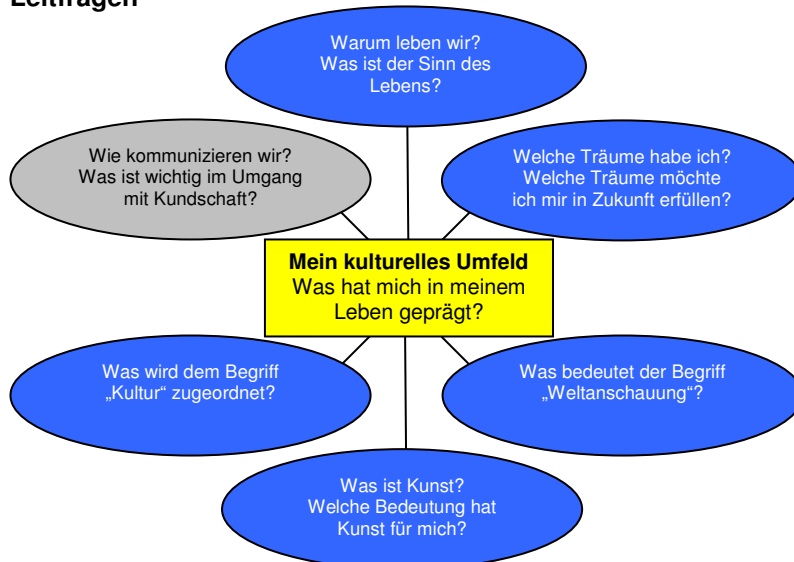 Leitfragen
Warum leben wir?
Was ist der Sinn des
Lebens?
Wie kommunizieren wir?
Was ist wichtig im Umgang
mit Kundschaft?
Welche Träume habe ich?
Welche Träume möchte
ich mir in Zukunft erfüllen?
Mein kulturelles Umfeld
Was hat mich in meinem
Leben geprägt?
Was wird dem Begriff
„Kultur“ zugeordnet?
Was bedeutet der Begriff
„Weltanschauung“?
Was ist Kunst?
Welche Bedeutung hat
Kunst für mich?